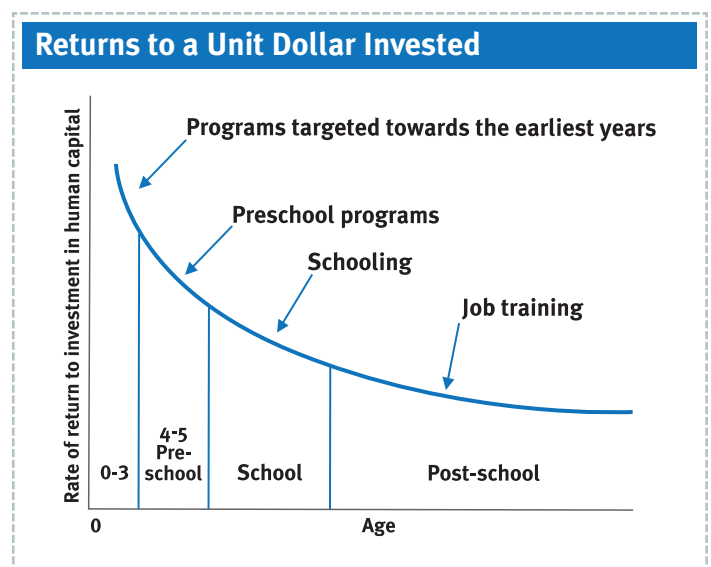 Returns to a Unit Dollar Invested
Rate of return to investment in human capital
Programs targeted towards the earliest years
Preschool programs
Schooling
Job training
0-3
4-5
Pre-
school
School
Post-school
0
Age